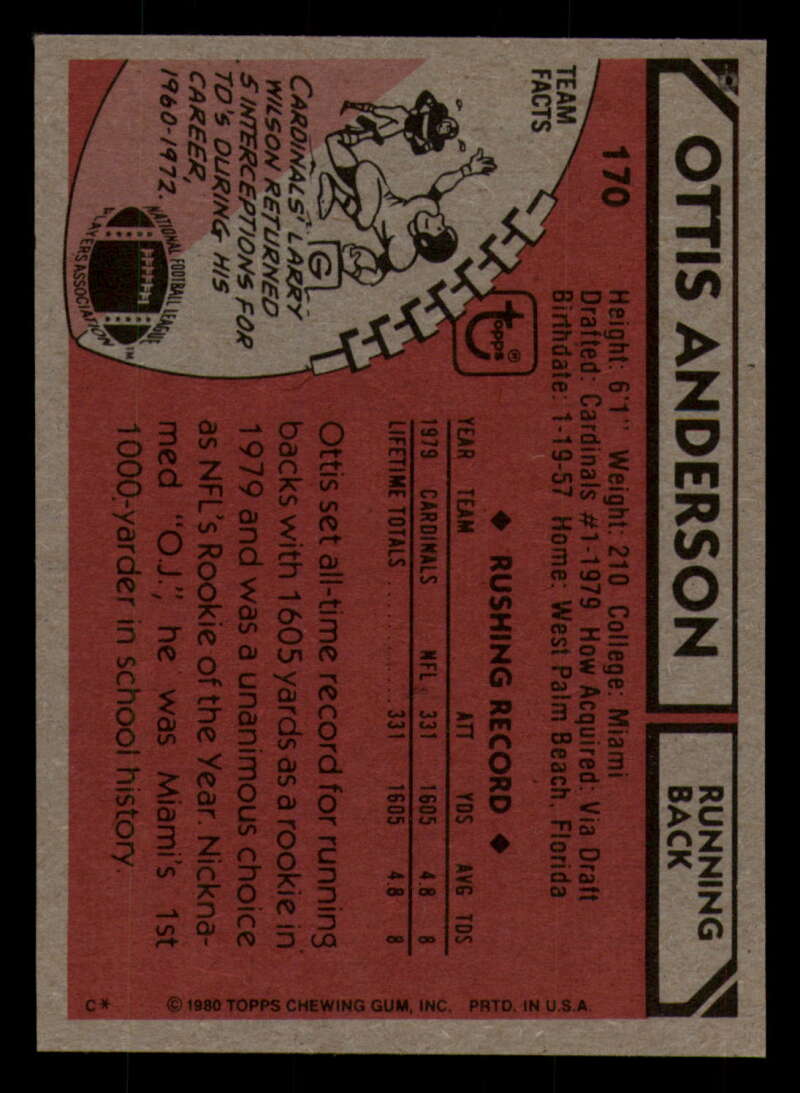 OTTIS ANDERSON
RUNNING
BACK
170
Height: 6'1" Weight: 210 College: Miami
Drafted: Cardinals #1-1979 How Acquired: Via Draft
Birthdate: 1-19-57 Home: West Palm Beach, Florida
topps®
TEAM
FACTS
G
CARDINALS' LARRY
WILSON RETURNED
5 INTERCEPTIONS FOR
TD'S DURING HIS
CAREER,
1960-1972.
NATIONAL FOOTBALL LEAGUE
PLAYERS ASSOCIATION™
◆ RUSHING RECORD ◆
YEAR TEAM ATT YDS AVG TDS
1979 CARDINALS NFL 331 1605 4.8 8
LIFETIME TOTALS .......... 331 1605 4.8 8
Ottis set all-time record for running
backs with 1605 yards as a rookie in
1979 and was a unanimous choice
as NFL's Rookie of the Year. Nickna-
med "O.J.," he was Miami's 1st
1000-yarder in school history.
C* © 1980 TOPPS CHEWING GUM, INC. PRTD. IN U.S.A.